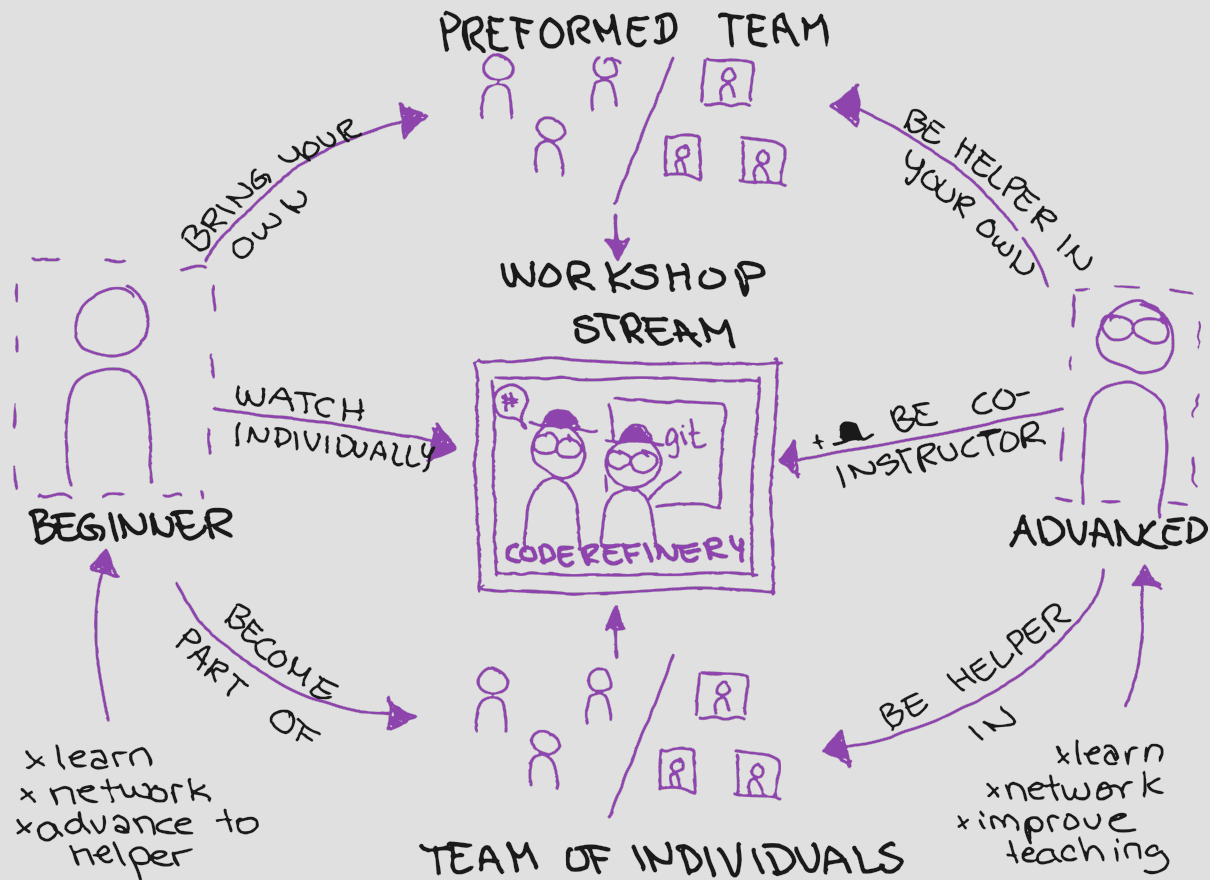 PREFORMED TEAM
BRING YOUR
OWN
BE HELPER IN
YOUR OWN
WORKSHOP
STREAM
WATCH
INDIVIDUALLY
#
git
CODEREFINERY
+ BE CO-
INSTRUCTOR
BEGINNER
ADVANCED
BECOME
PART OF
BE HELPER
IN
x learn
x network
x advance to
helper
x learn
x network
x improve
teaching
TEAM OF INDIVIDUALS